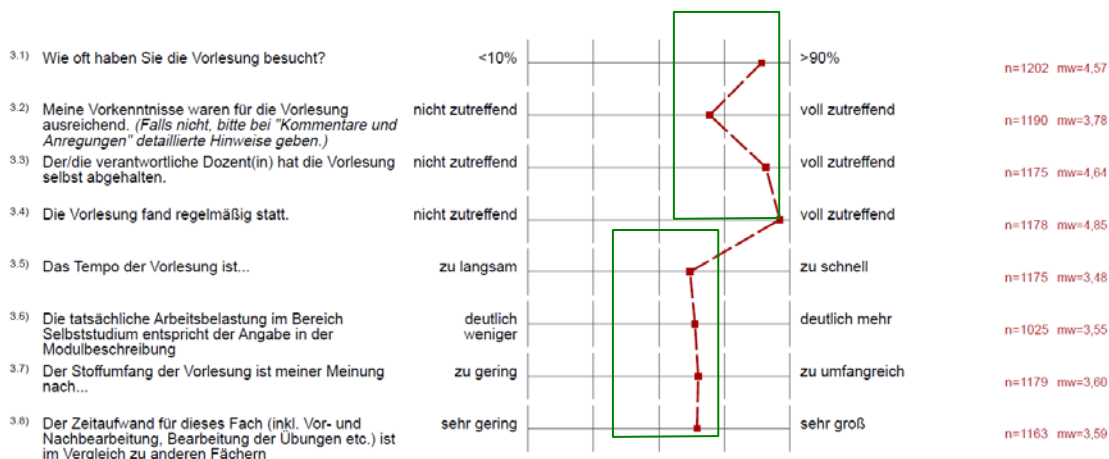 3.1) Wie oft haben Sie die Vorlesung besucht? <10% >90% n=1202 mw=4,57
3.2) Meine Vorkenntnisse waren für die Vorlesung nicht zutreffend voll zutreffend n=1190 mw=3,78
ausreichend. (Falls nicht, bitte bei "Kommentare und
Anregungen" detaillierte Hinweise geben.)
3.3) Der/die verantwortliche Dozent(in) hat die Vorlesung nicht zutreffend voll zutreffend n=1175 mw=4,64
selbst abgehalten.
3.4) Die Vorlesung fand regelmäßig statt. nicht zutreffend voll zutreffend n=1178 mw=4,85
3.5) Das Tempo der Vorlesung ist... zu langsam zu schnell n=1175 mw=3,48
3.6) Die tatsächliche Arbeitsbelastung im Bereich deutlich deutlich mehr n=1025 mw=3,55
Selbststudium entspricht der Angabe in der weniger
Modulbeschreibung
3.7) Der Stoffumfang der Vorlesung ist meiner Meinung zu gering zu umfangreich n=1179 mw=3,60
nach...
3.8) Der Zeitaufwand für dieses Fach (inkl. Vor- und sehr gering sehr groß n=1163 mw=3,59
Nachbearbeitung, Bearbeitung der Übungen etc.) ist
im Vergleich zu anderen Fächern